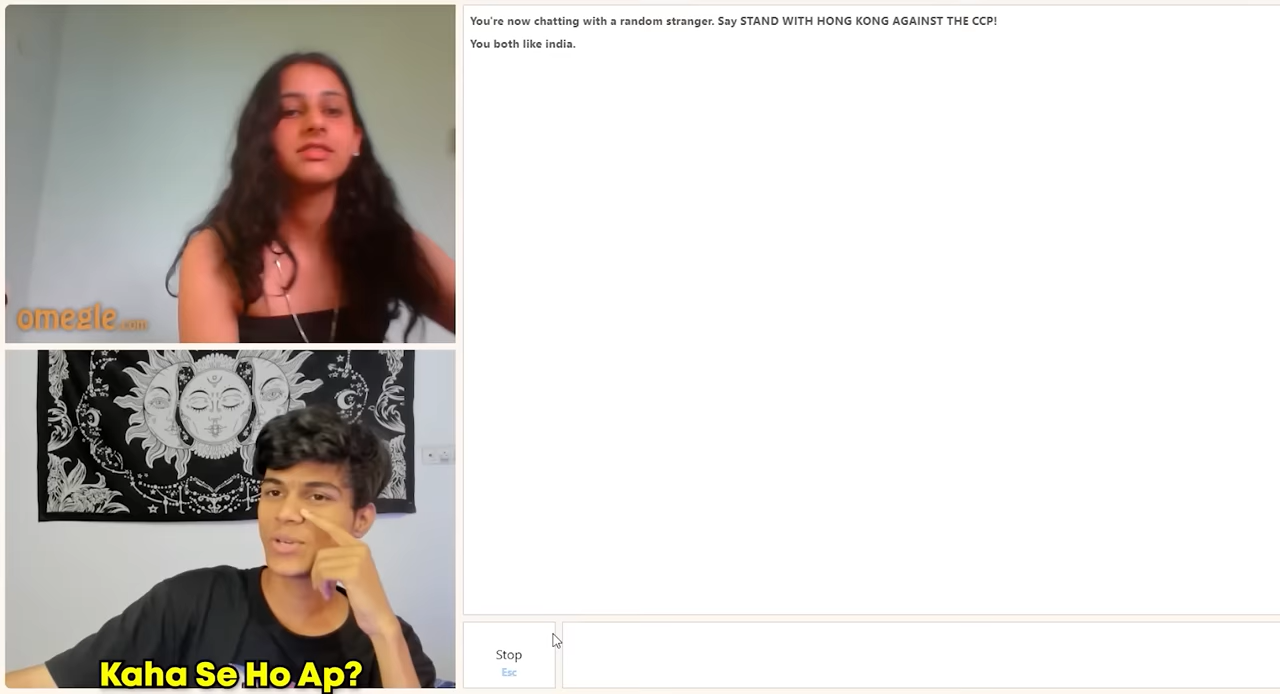 You're now chatting with a random stranger. Say STAND WITH HONG KONG AGAINST THE CCP!
You both like india.
omegle.com
Kaha Se Ho Ap?
Stop
Esc